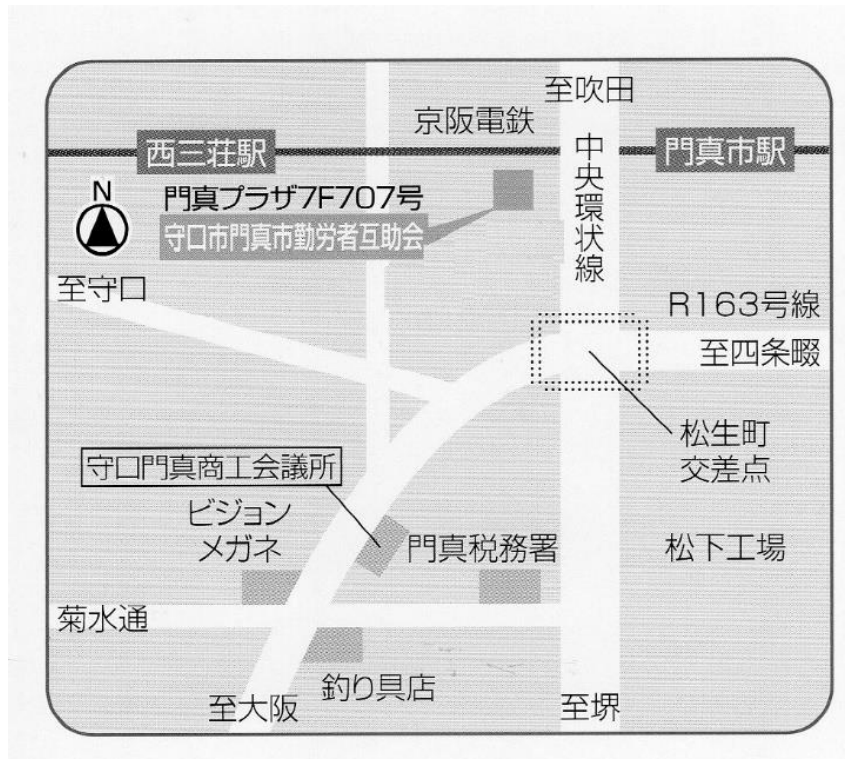 至吹田
京阪電鉄
西三荘駅
門真市駅
中央環状線
N
門真プラザ7F707号
守口市門真市勤労者互助会
至守口
R163号線
至四条畷
松生町
交差点
守口門真商工会議所
ビジョン
メガネ
門真税務署
松下工場
菊水通
釣り具店
至大阪
至堺